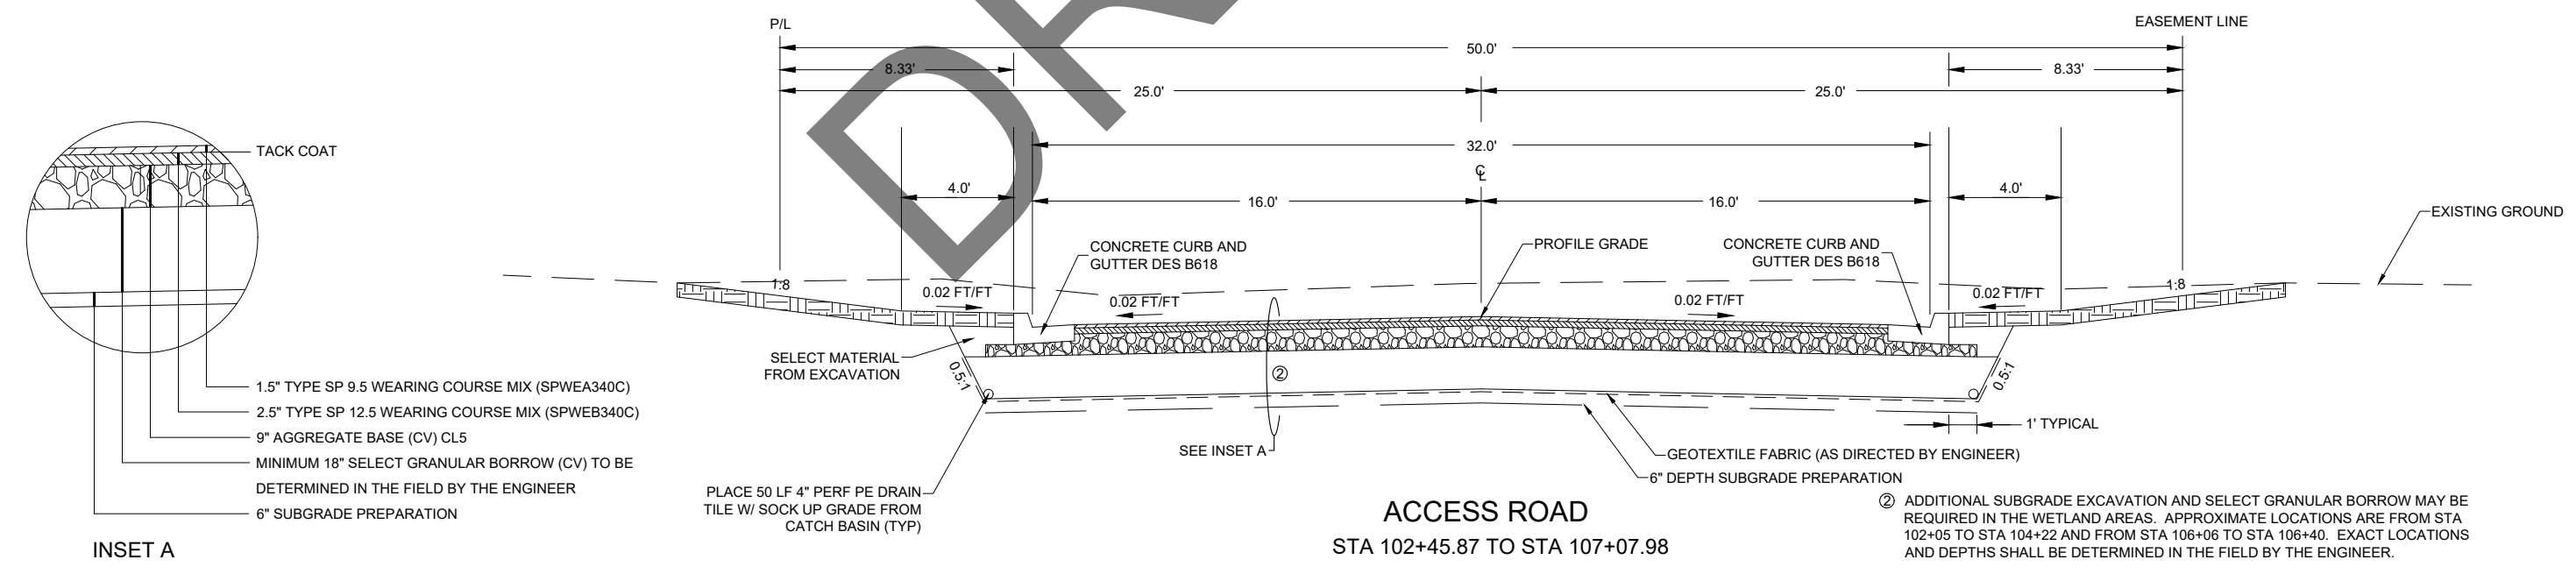 P/L
EASEMENT LINE
50.0'
8.33'
8.33'
25.0'
25.0'
32.0'
℄
4.0'
4.0'
16.0'
16.0'
TACK COAT
EXISTING GROUND
CONCRETE CURB AND
GUTTER DES B618
PROFILE GRADE
CONCRETE CURB AND
GUTTER DES B618
1:8
1:8
0.02 FT/FT
0.02 FT/FT
0.02 FT/FT
0.02 FT/FT
SELECT MATERIAL
FROM EXCAVATION
0.5:1
0.5:1
②
1.5" TYPE SP 9.5 WEARING COURSE MIX (SPWEA340C)
2.5" TYPE SP 12.5 WEARING COURSE MIX (SPWEB340C)
9" AGGREGATE BASE (CV) CL5
MINIMUM 18" SELECT GRANULAR BORROW (CV) TO BE
DETERMINED IN THE FIELD BY THE ENGINEER
6" SUBGRADE PREPARATION
INSET A
1' TYPICAL
SEE INSET A
GEOTEXTILE FABRIC (AS DIRECTED BY ENGINEER)
6" DEPTH SUBGRADE PREPARATION
PLACE 50 LF 4" PERF PE DRAIN
TILE W/ SOCK UP GRADE FROM
CATCH BASIN (TYP)
ACCESS ROAD
STA 102+45.87 TO STA 107+07.98
② ADDITIONAL SUBGRADE EXCAVATION AND SELECT GRANULAR BORROW MAY BE
REQUIRED IN THE WETLAND AREAS. APPROXIMATE LOCATIONS ARE FROM STA
102+05 TO STA 104+22 AND FROM STA 106+06 TO STA 106+40. EXACT LOCATIONS
AND DEPTHS SHALL BE DETERMINED IN THE FIELD BY THE ENGINEER.